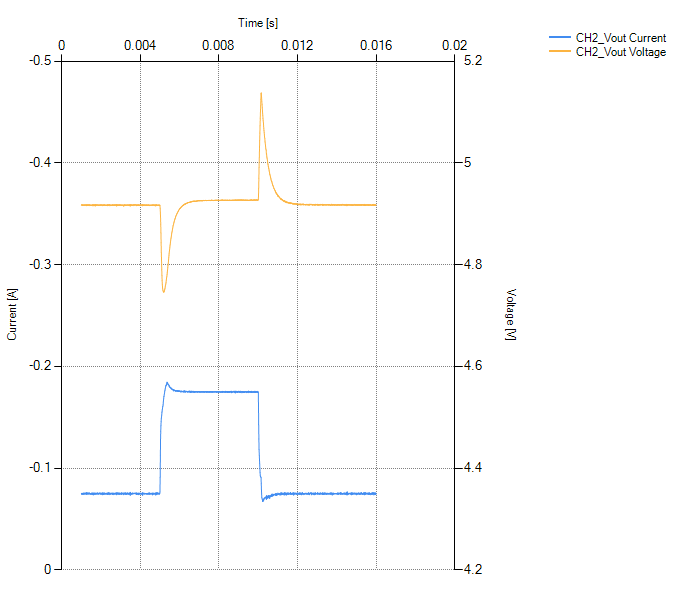 Time [s]
0 0.004 0.008 0.012 0.016 0.02
CH2_Vout Current
CH2_Vout Voltage
-0.5 5.2
-0.4 5
-0.3 4.8
Current [A]
Voltage [V]
-0.2 4.6
-0.1 4.4
0 4.2